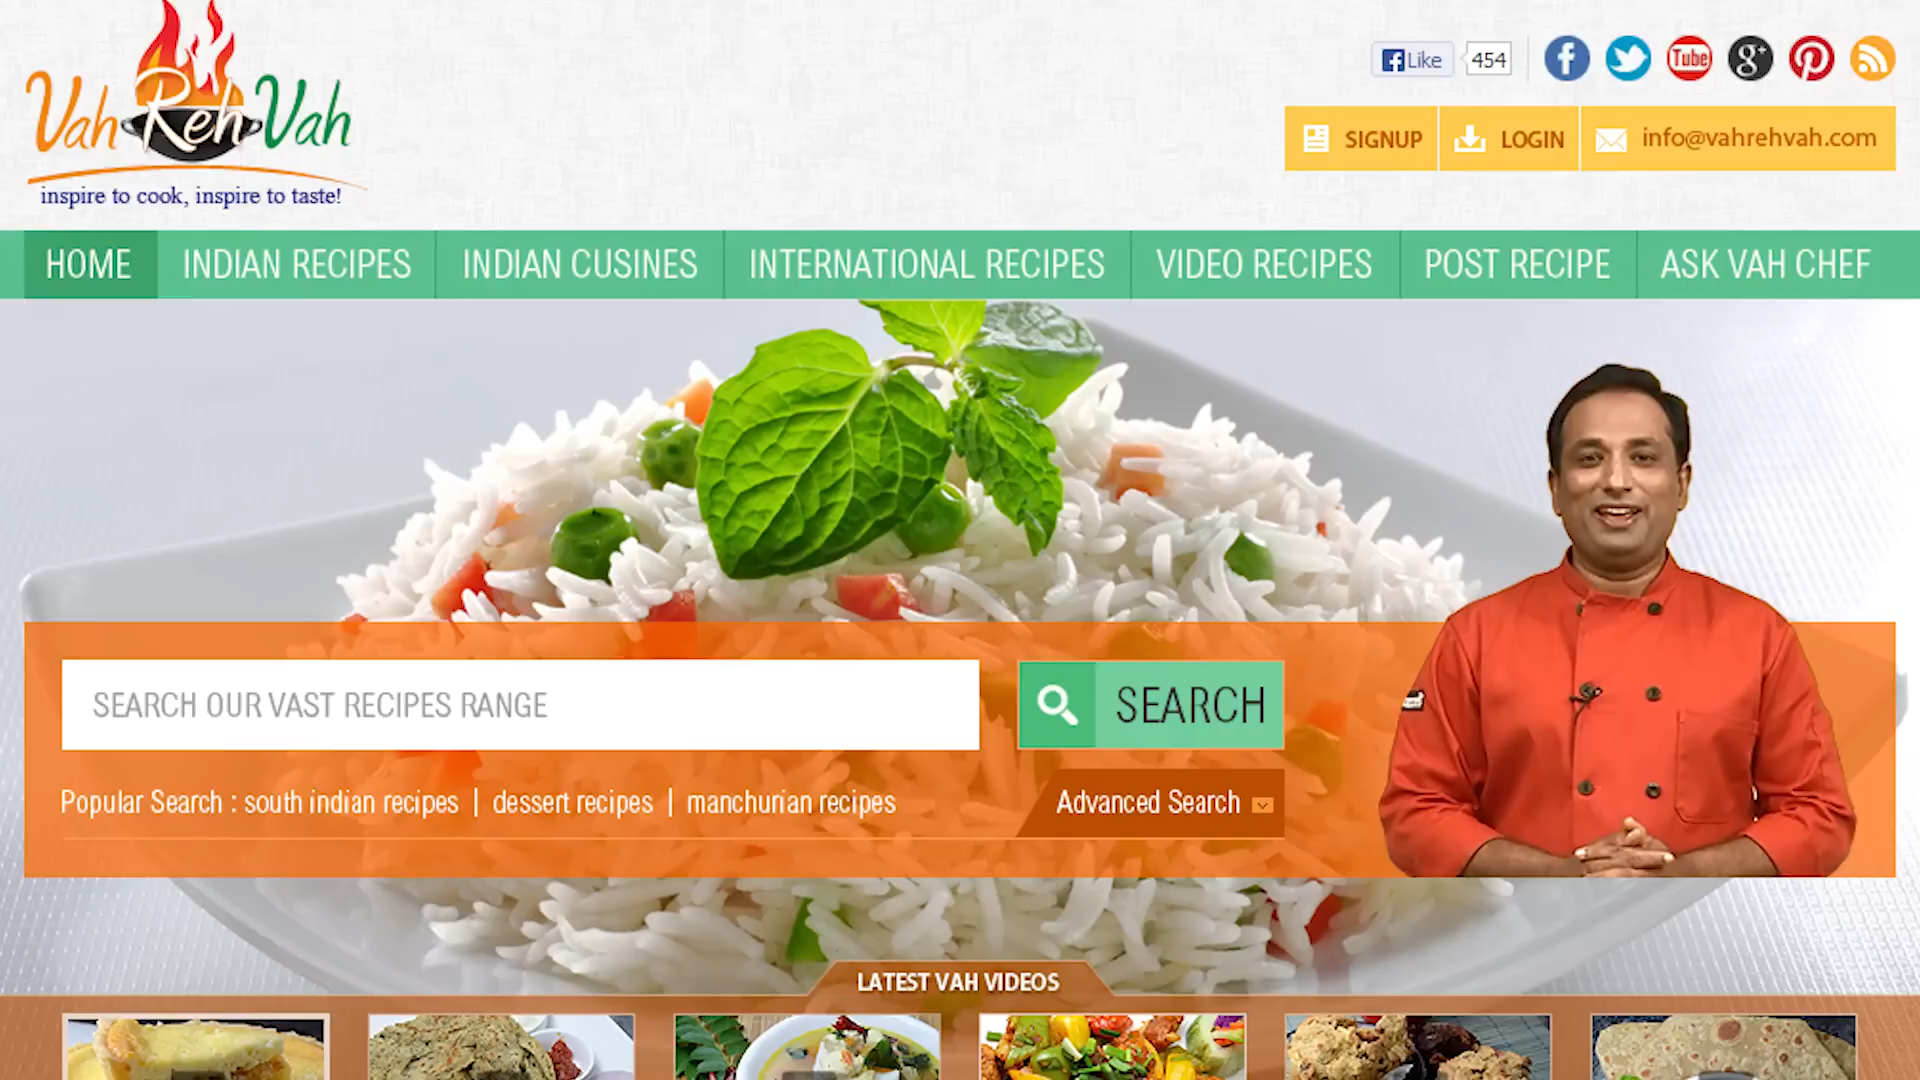 Vah Reh Vah
inspire to cook, inspire to taste!
Like 454
Tube
g+
SIGNUP LOGIN info@vahrehvah.com
HOME INDIAN RECIPES INDIAN CUSINES INTERNATIONAL RECIPES VIDEO RECIPES POST RECIPE ASK VAH CHEF
SEARCH OUR VAST RECIPES RANGE SEARCH
Popular Search : south indian recipes | dessert recipes | manchurian recipes Advanced Search
LATEST VAH VIDEOS